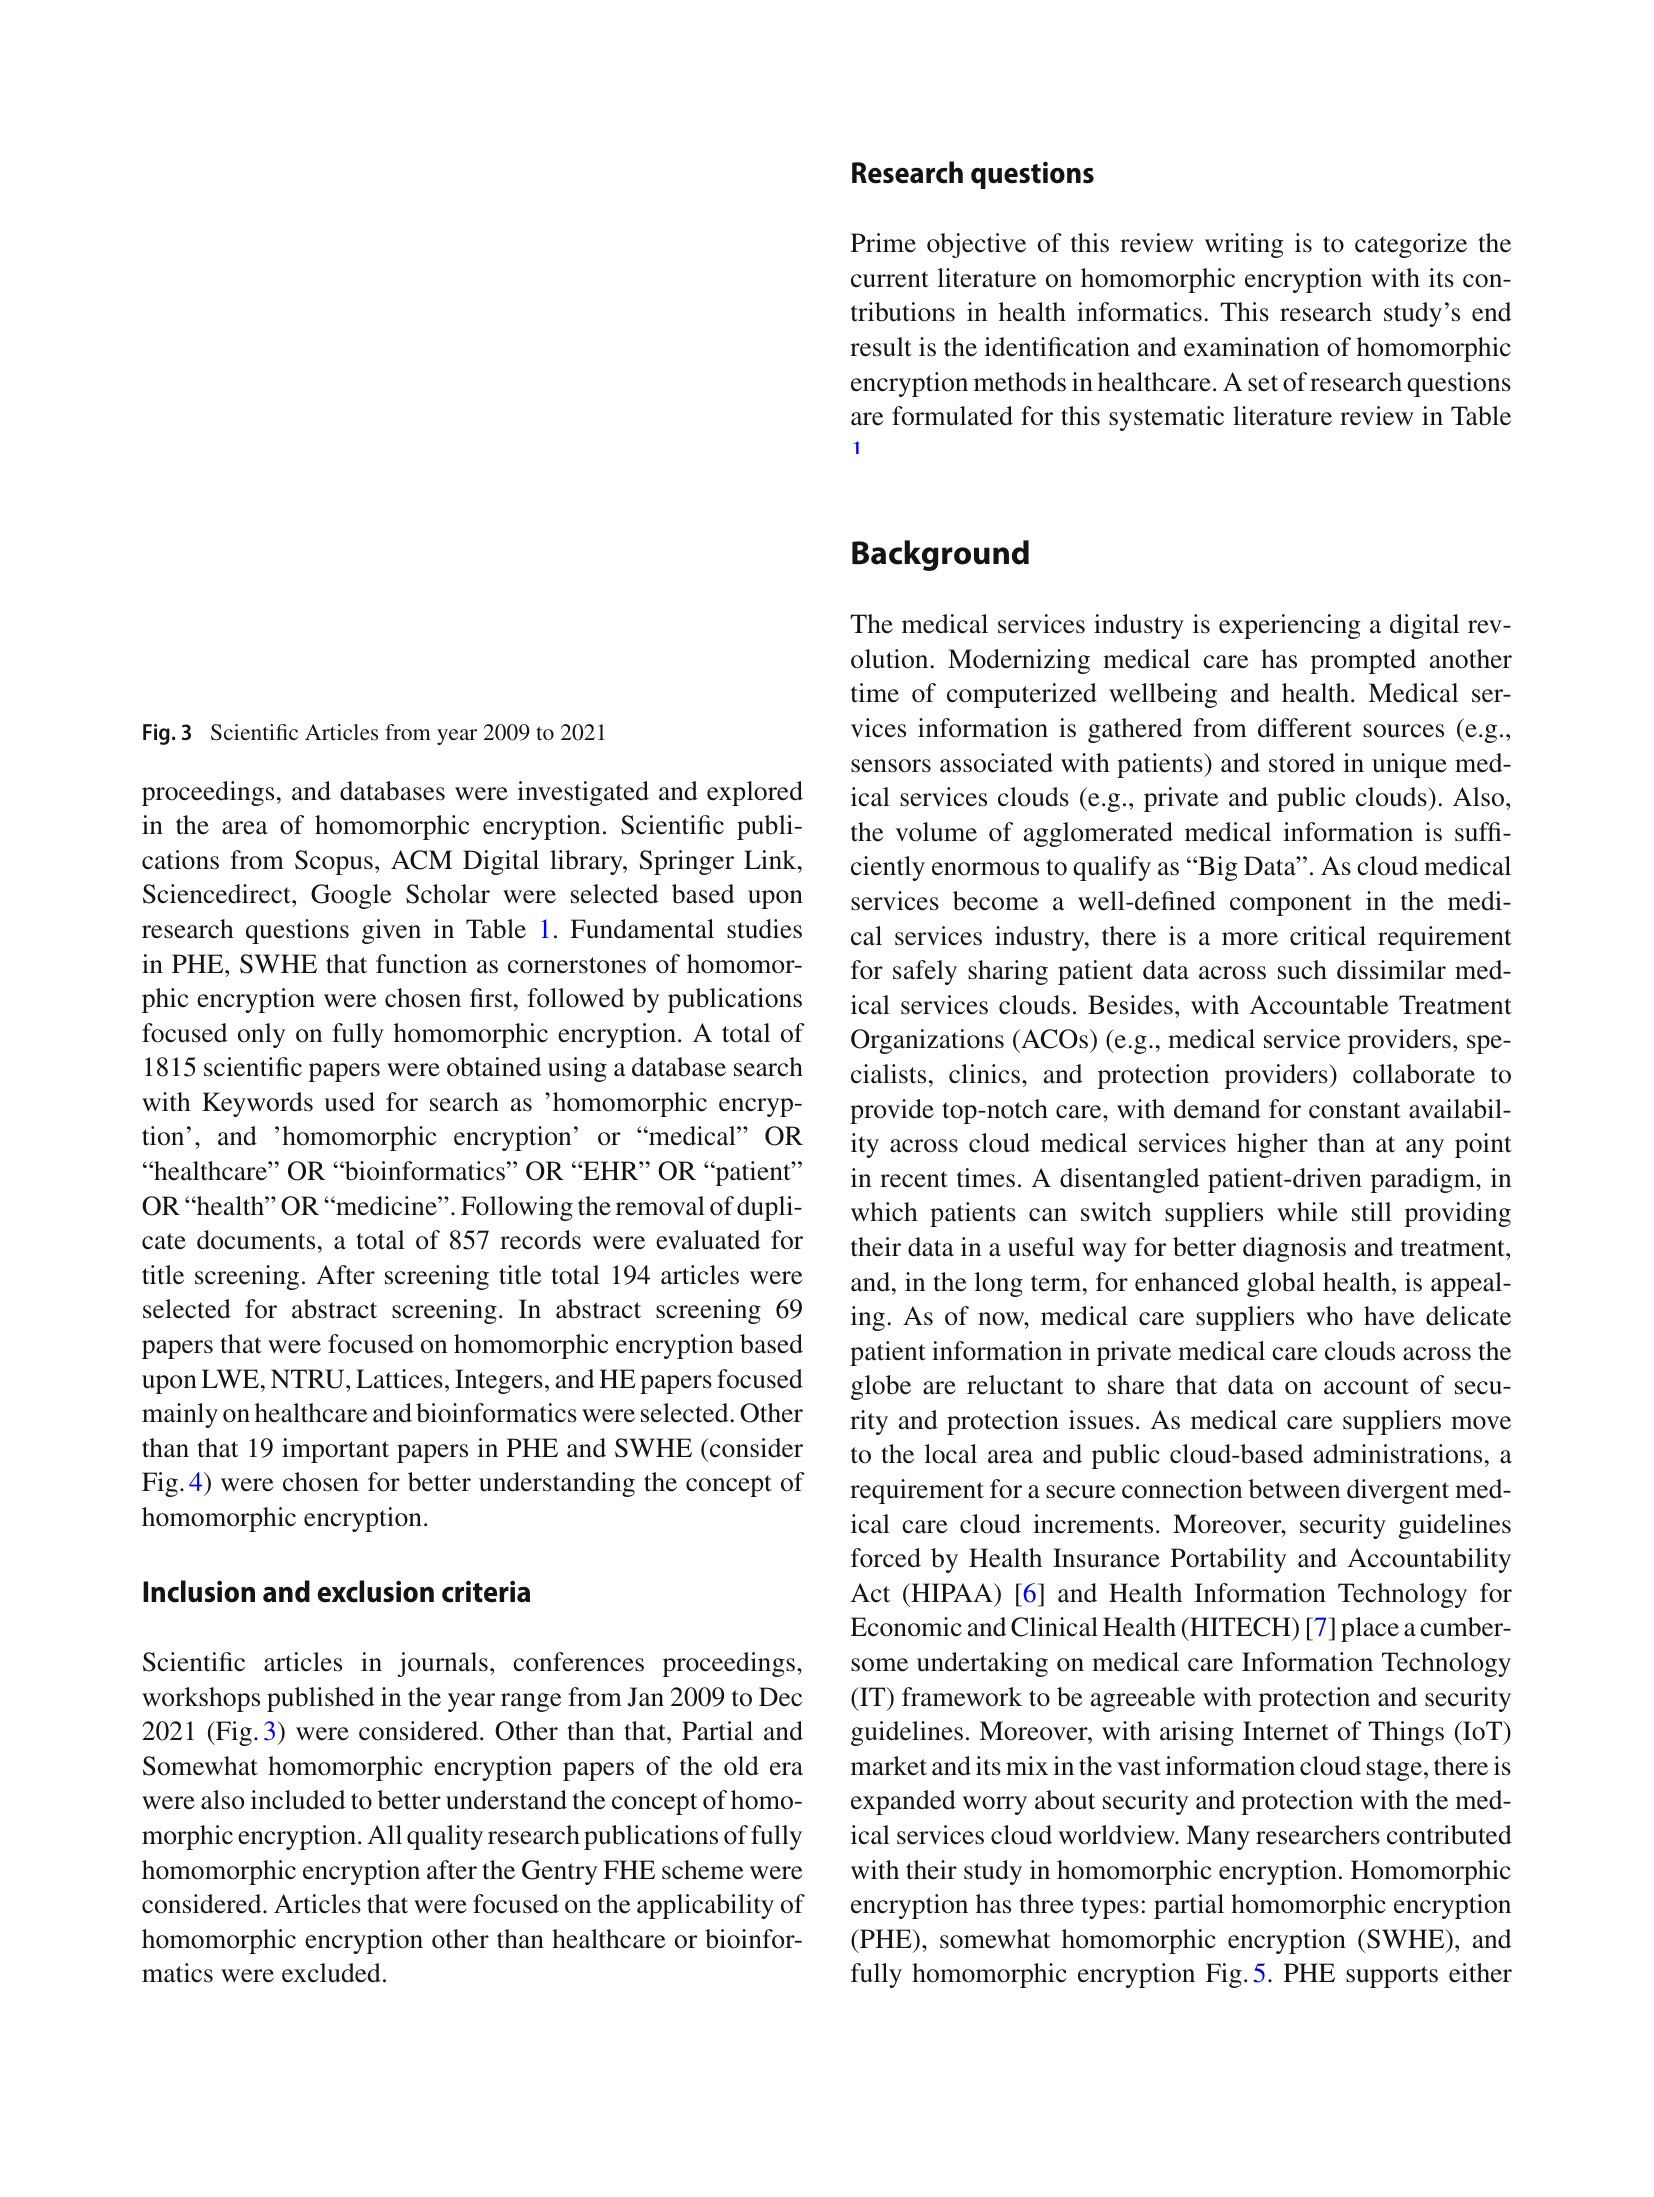 Fig. 3 Scientific Articles from year 2009 to 2021
proceedings, and databases were investigated and explored
in the area of homomorphic encryption. Scientific publi-
cations from Scopus, ACM Digital library, Springer Link,
Sciencedirect, Google Scholar were selected based upon
research questions given in Table 1. Fundamental studies
in PHE, SWHE that function as cornerstones of homomor-
phic encryption were chosen first, followed by publications
focused only on fully homomorphic encryption. A total of
1815 scientific papers were obtained using a database search
with Keywords used for search as ’homomorphic encryp-
tion’, and ’homomorphic encryption’ or “medical” OR
“healthcare” OR “bioinformatics” OR “EHR” OR “patient”
OR “health” OR “medicine”. Following the removal of dupli-
cate documents, a total of 857 records were evaluated for
title screening. After screening title total 194 articles were
selected for abstract screening. In abstract screening 69
papers that were focused on homomorphic encryption based
upon LWE, NTRU, Lattices, Integers, and HE papers focused
mainly on healthcare and bioinformatics were selected. Other
than that 19 important papers in PHE and SWHE (consider
Fig. 4) were chosen for better understanding the concept of
homomorphic encryption.
Inclusion and exclusion criteria
Scientific articles in journals, conferences proceedings,
workshops published in the year range from Jan 2009 to Dec
2021 (Fig. 3) were considered. Other than that, Partial and
Somewhat homomorphic encryption papers of the old era
were also included to better understand the concept of homo-
morphic encryption. All quality research publications of fully
homomorphic encryption after the Gentry FHE scheme were
considered. Articles that were focused on the applicability of
homomorphic encryption other than healthcare or bioinfor-
matics were excluded.
Research questions
Prime objective of this review writing is to categorize the
current literature on homomorphic encryption with its con-
tributions in health informatics. This research study’s end
result is the identification and examination of homomorphic
encryption methods in healthcare. A set of research questions
are formulated for this systematic literature review in Table
1
Background
The medical services industry is experiencing a digital rev-
olution. Modernizing medical care has prompted another
time of computerized wellbeing and health. Medical ser-
vices information is gathered from different sources (e.g.,
sensors associated with patients) and stored in unique med-
ical services clouds (e.g., private and public clouds). Also,
the volume of agglomerated medical information is suffi-
ciently enormous to qualify as “Big Data”. As cloud medical
services become a well-defined component in the medi-
cal services industry, there is a more critical requirement
for safely sharing patient data across such dissimilar med-
ical services clouds. Besides, with Accountable Treatment
Organizations (ACOs) (e.g., medical service providers, spe-
cialists, clinics, and protection providers) collaborate to
provide top-notch care, with demand for constant availabil-
ity across cloud medical services higher than at any point
in recent times. A disentangled patient-driven paradigm, in
which patients can switch suppliers while still providing
their data in a useful way for better diagnosis and treatment,
and, in the long term, for enhanced global health, is appeal-
ing. As of now, medical care suppliers who have delicate
patient information in private medical care clouds across the
globe are reluctant to share that data on account of secu-
rity and protection issues. As medical care suppliers move
to the local area and public cloud-based administrations, a
requirement for a secure connection between divergent med-
ical care cloud increments. Moreover, security guidelines
forced by Health Insurance Portability and Accountability
Act (HIPAA) [6] and Health Information Technology for
Economic and Clinical Health (HITECH) [7] place a cumber-
some undertaking on medical care Information Technology
(IT) framework to be agreeable with protection and security
guidelines. Moreover, with arising Internet of Things (IoT)
market and its mix in the vast information cloud stage, there is
expanded worry about security and protection with the med-
ical services cloud worldview. Many researchers contributed
with their study in homomorphic encryption. Homomorphic
encryption has three types: partial homomorphic encryption
(PHE), somewhat homomorphic encryption (SWHE), and
fully homomorphic encryption Fig. 5. PHE supports either